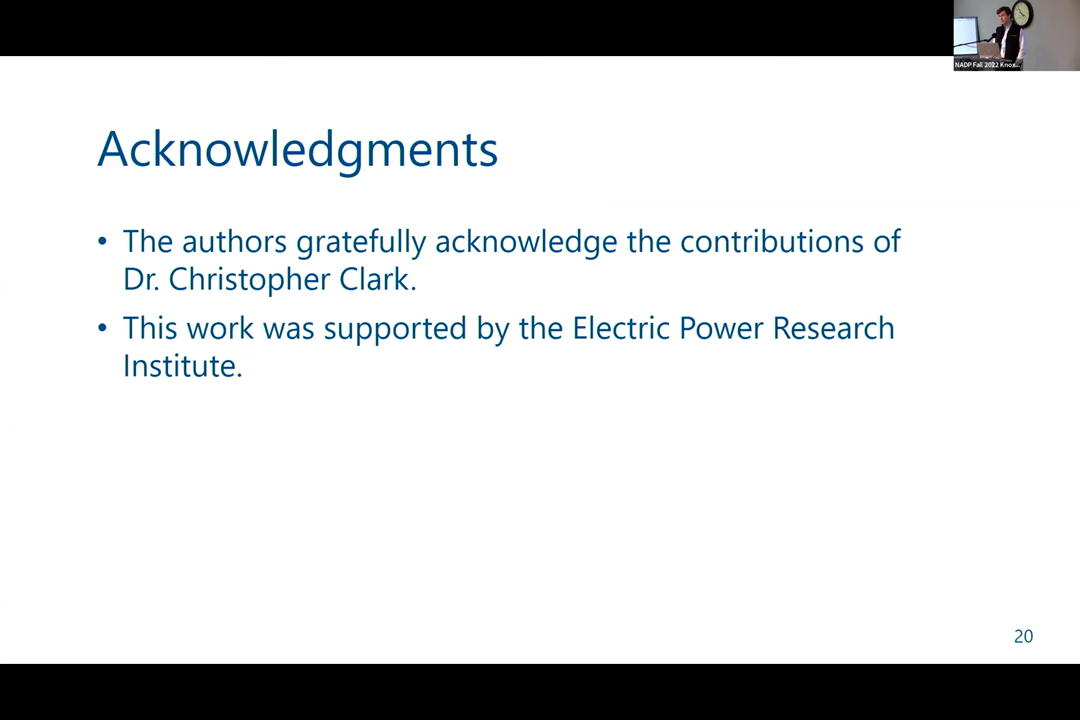 NADP Fall 2022 Knox...
Acknowledgments
• The authors gratefully acknowledge the contributions of
Dr. Christopher Clark.
• This work was supported by the Electric Power Research
Institute.
20